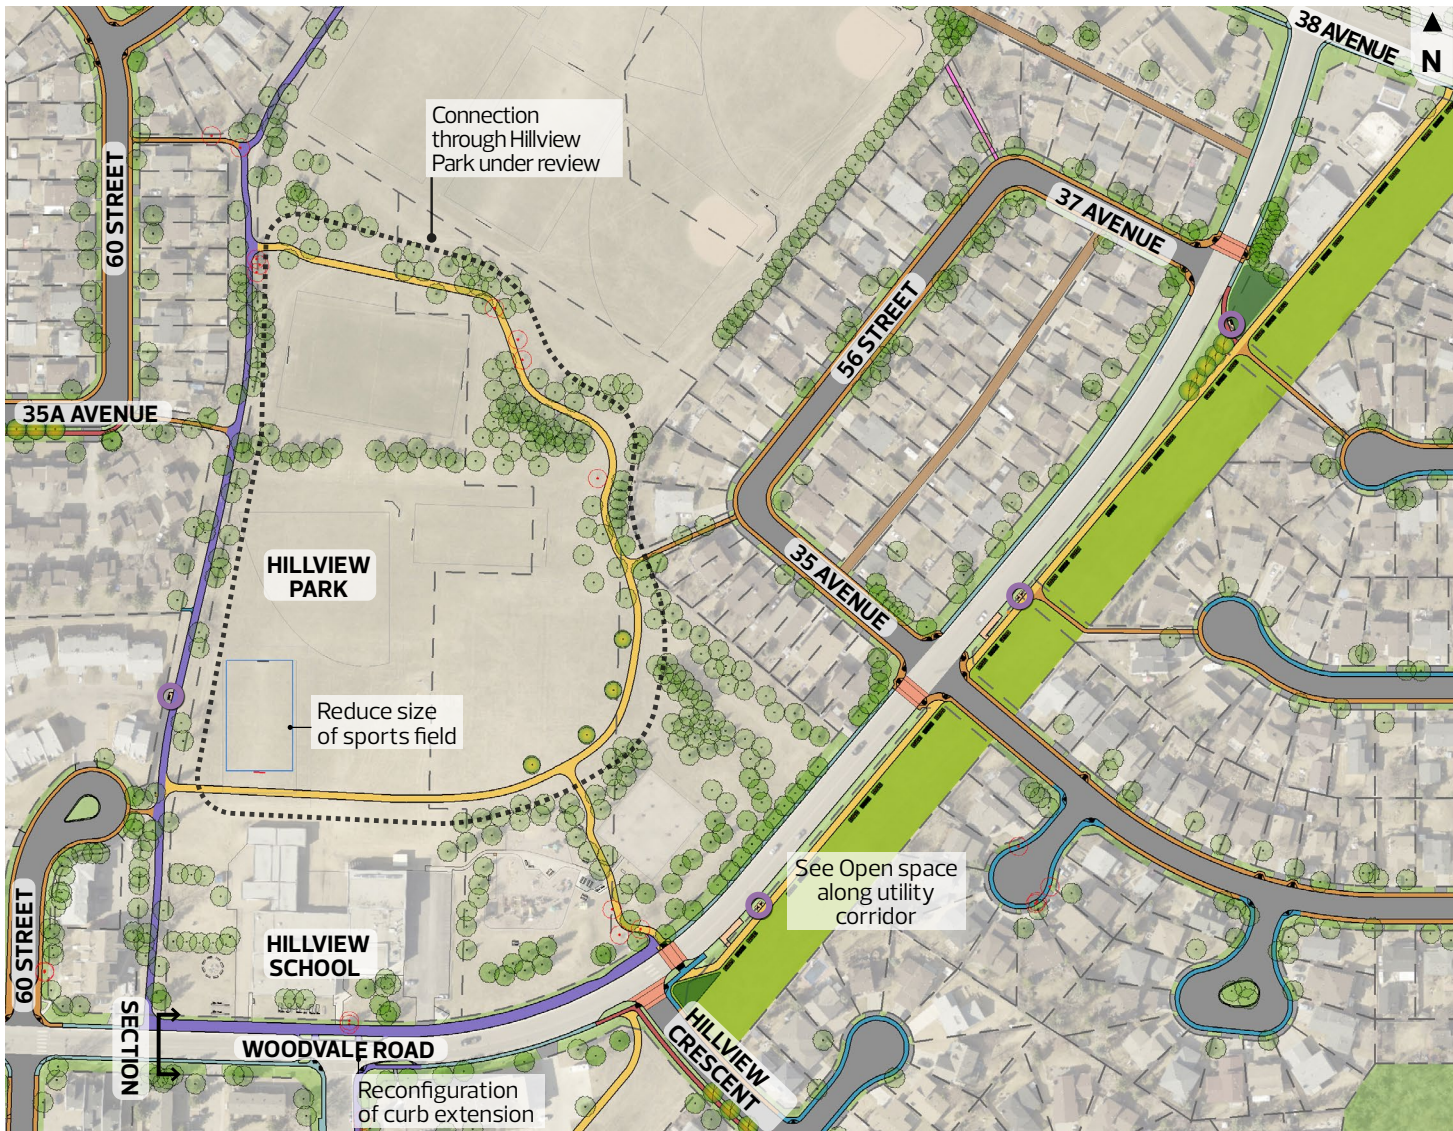 38 AVENUE
N
Connection
through Hillview
Park under review
60 STREET
37 AVENUE
56 STREET
35A AVENUE
HILLVIEW
PARK
35 AVENUE
Reduce size
of sports field
See Open space
along utility
corridor
60 STREET
HILLVIEW
SCHOOL
SECTION
WOODVALE ROAD
HILLVIEW
CRESCENT
Reconfiguration
of curb extension